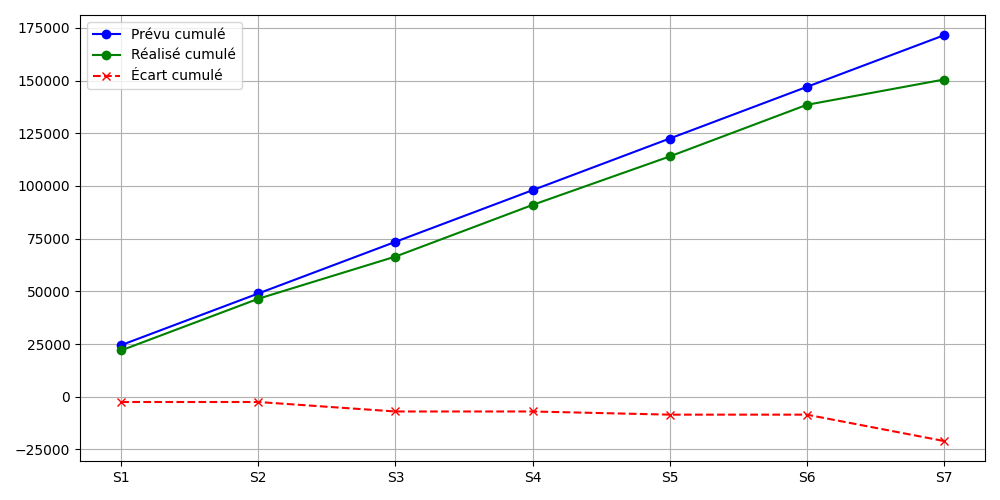 Prévu cumulé
Réalisé cumulé
Écart cumulé
175000
150000
125000
100000
75000
50000
25000
0
−25000
S1 S2 S3 S4 S5 S6 S7